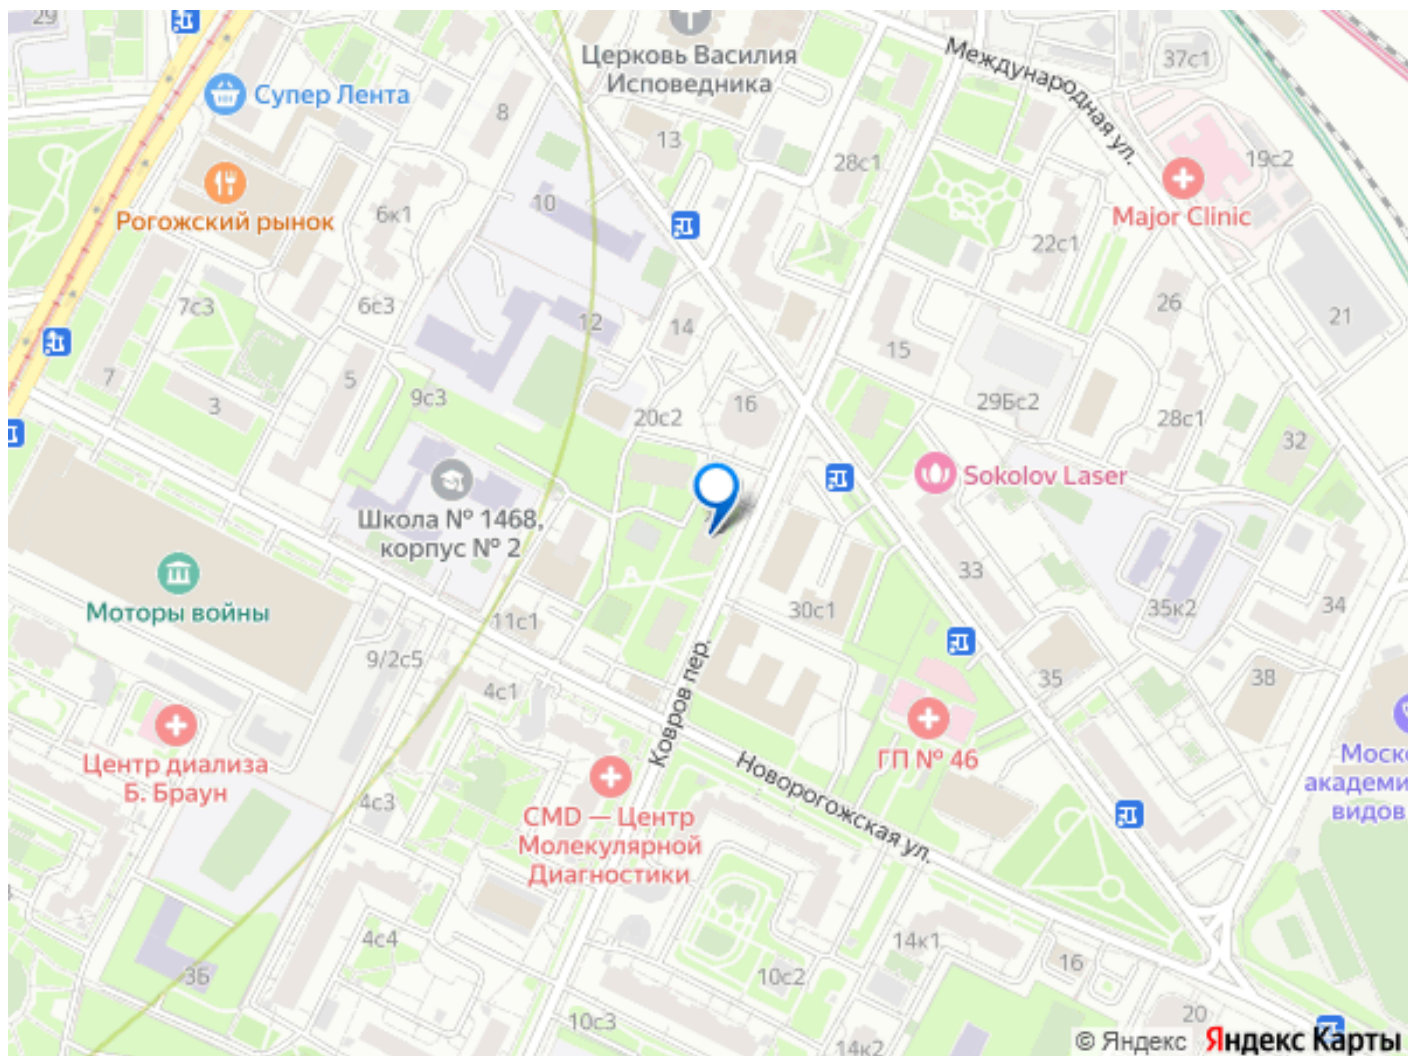 29
Церковь Василия
Исповедника
Международная ул.
37с1
Супер Лента
8
13
28с1
19с2
Рогожский рынок
6к1
10
Major Clinic
22с1
7с3
6с3
12
14
26
21
15
7
3
5
9с3
20с2
16
29Бс2
28с1
32
Sokolov Laser
Школа № 1468,
корпус № 2
Моторы войны
33
30с1
35к2
34
11с1
9/2с5
4с1
Ковров пер.
35
38
Центр диализа
Б. Браун
ГП № 46
Моск
академи
видов
4с3
CMD — Центр
Молекулярной
Диагностики
Новорогожская ул.
4с4
3Б
14к1
10с2
16
10с3
14к2
20
© Яндекс Яндекс Карты